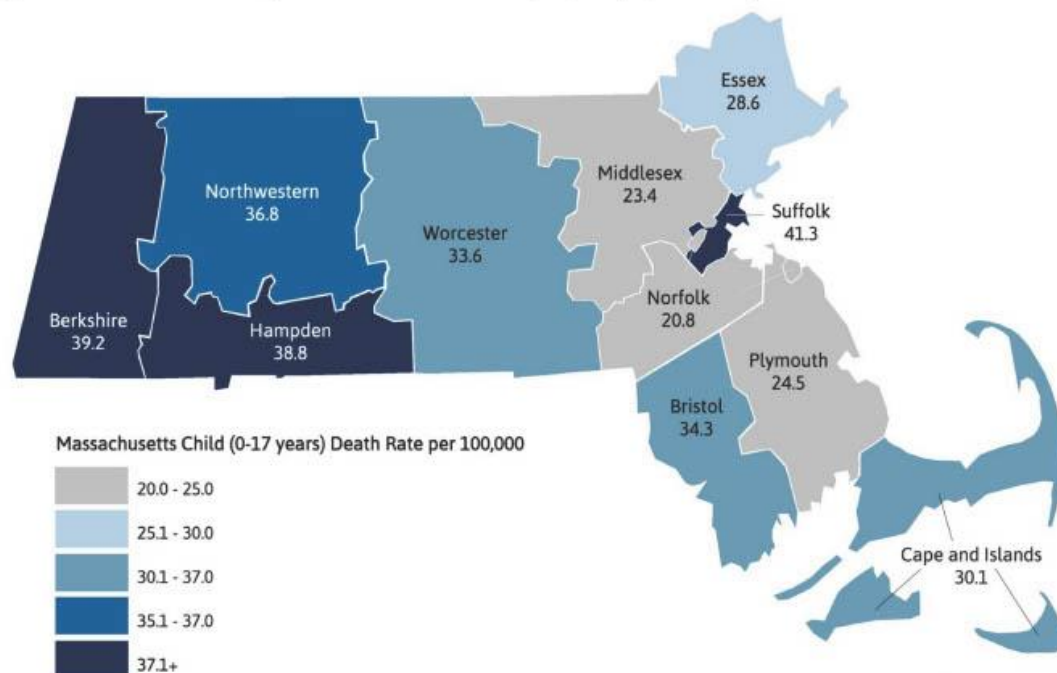 Essex
28.6
Middlesex
23.4
Suffolk
41.3
Northwestern
36.8
Worcester
33.6
Norfolk
20.8
Berkshire
39.2
Hampden
38.8
Plymouth
24.5
Bristol
34.3
Cape and Islands
30.1
Massachusetts Child (0-17 years) Death Rate per 100,000
20.0 - 25.0
25.1 - 30.0
30.1 - 37.0
35.1 - 37.0
37.1+